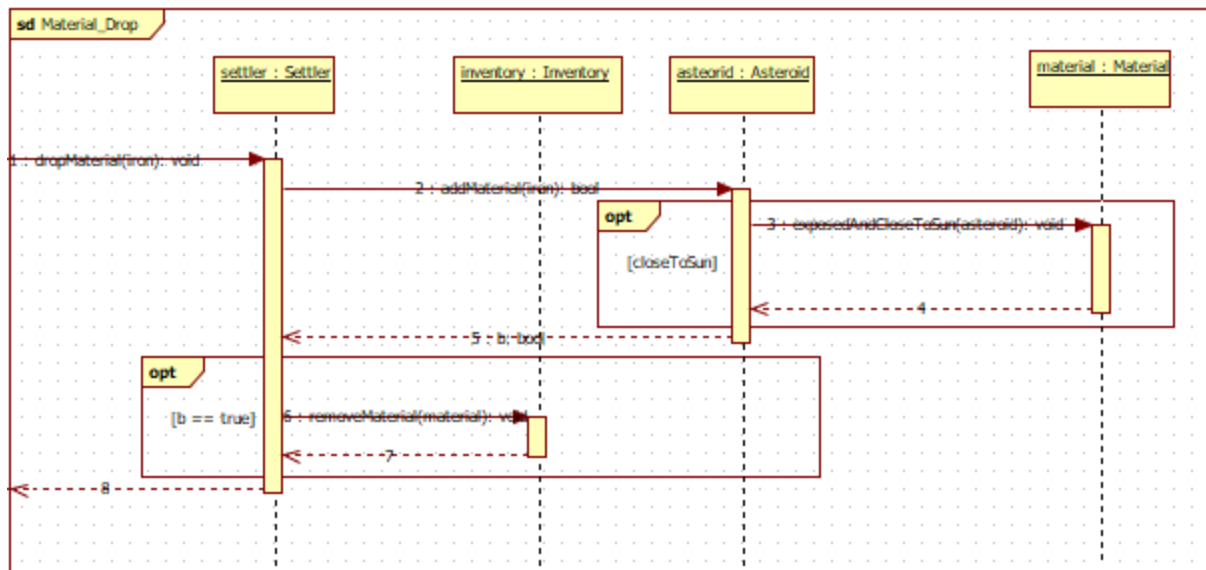 sd Material_Drop
settler : Settler
inventory : Inventory
asteorid : Asteroid
material : Material
1 : dropMaterial(iron): void
2 : addMaterial(iron): bool
opt
3 : exposedAndCloseToSun(asteroid): void
[closeToSun]
4
5 : b: bool
opt
[b == true]
6 : removeMaterial(material): void
7
8